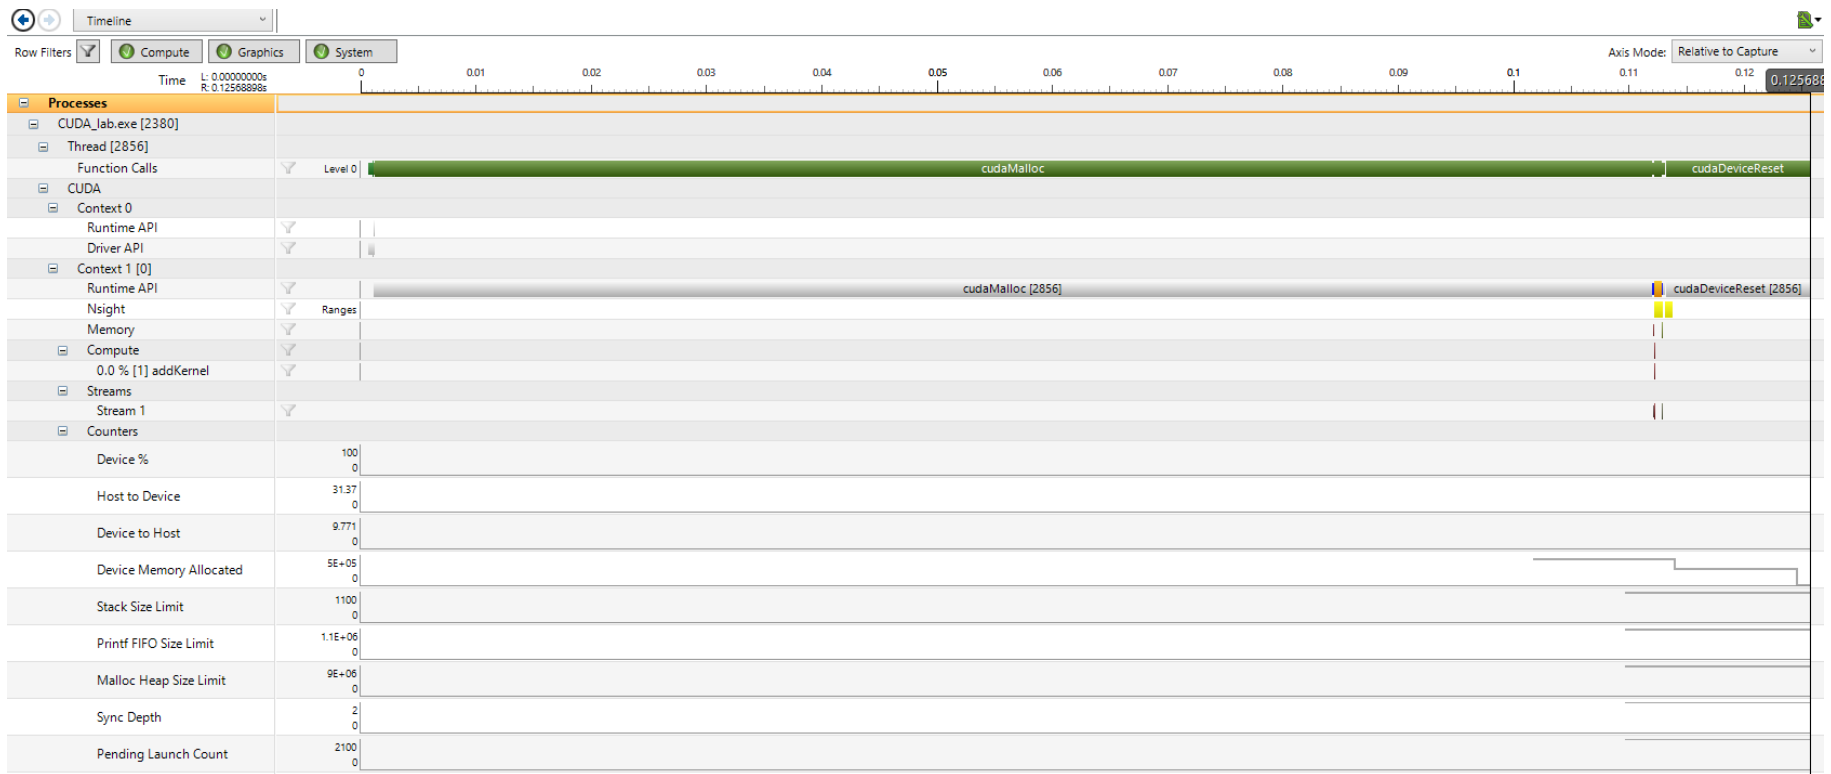 Timeline
Row Filters Compute Graphics System Axis Mode: Relative to Capture
Time L: 0.00000000s
R: 0.12568898s
0 0.01 0.02 0.03 0.04 0.05 0.06 0.07 0.08 0.09 0.1 0.11 0.12 0.125688
Processes
CUDA_lab.exe [2380]
Thread [2856]
Function Calls Level 0 cudaMalloc cudaDeviceReset
CUDA
Context 0
Runtime API
Driver API
Context 1 [0]
Runtime API cudaMalloc [2856] cudaDeviceReset [2856]
Nsight Ranges
Memory
Compute
0.0 % [1] addKernel
Streams
Stream 1
Counters
Device % 100
0
Host to Device 31.37
0
Device to Host 9.771
0
Device Memory Allocated 5E+05
0
Stack Size Limit 1100
0
Printf FIFO Size Limit 1.1E+06
0
Malloc Heap Size Limit 9E+06
0
Sync Depth 2
0
Pending Launch Count 2100
0